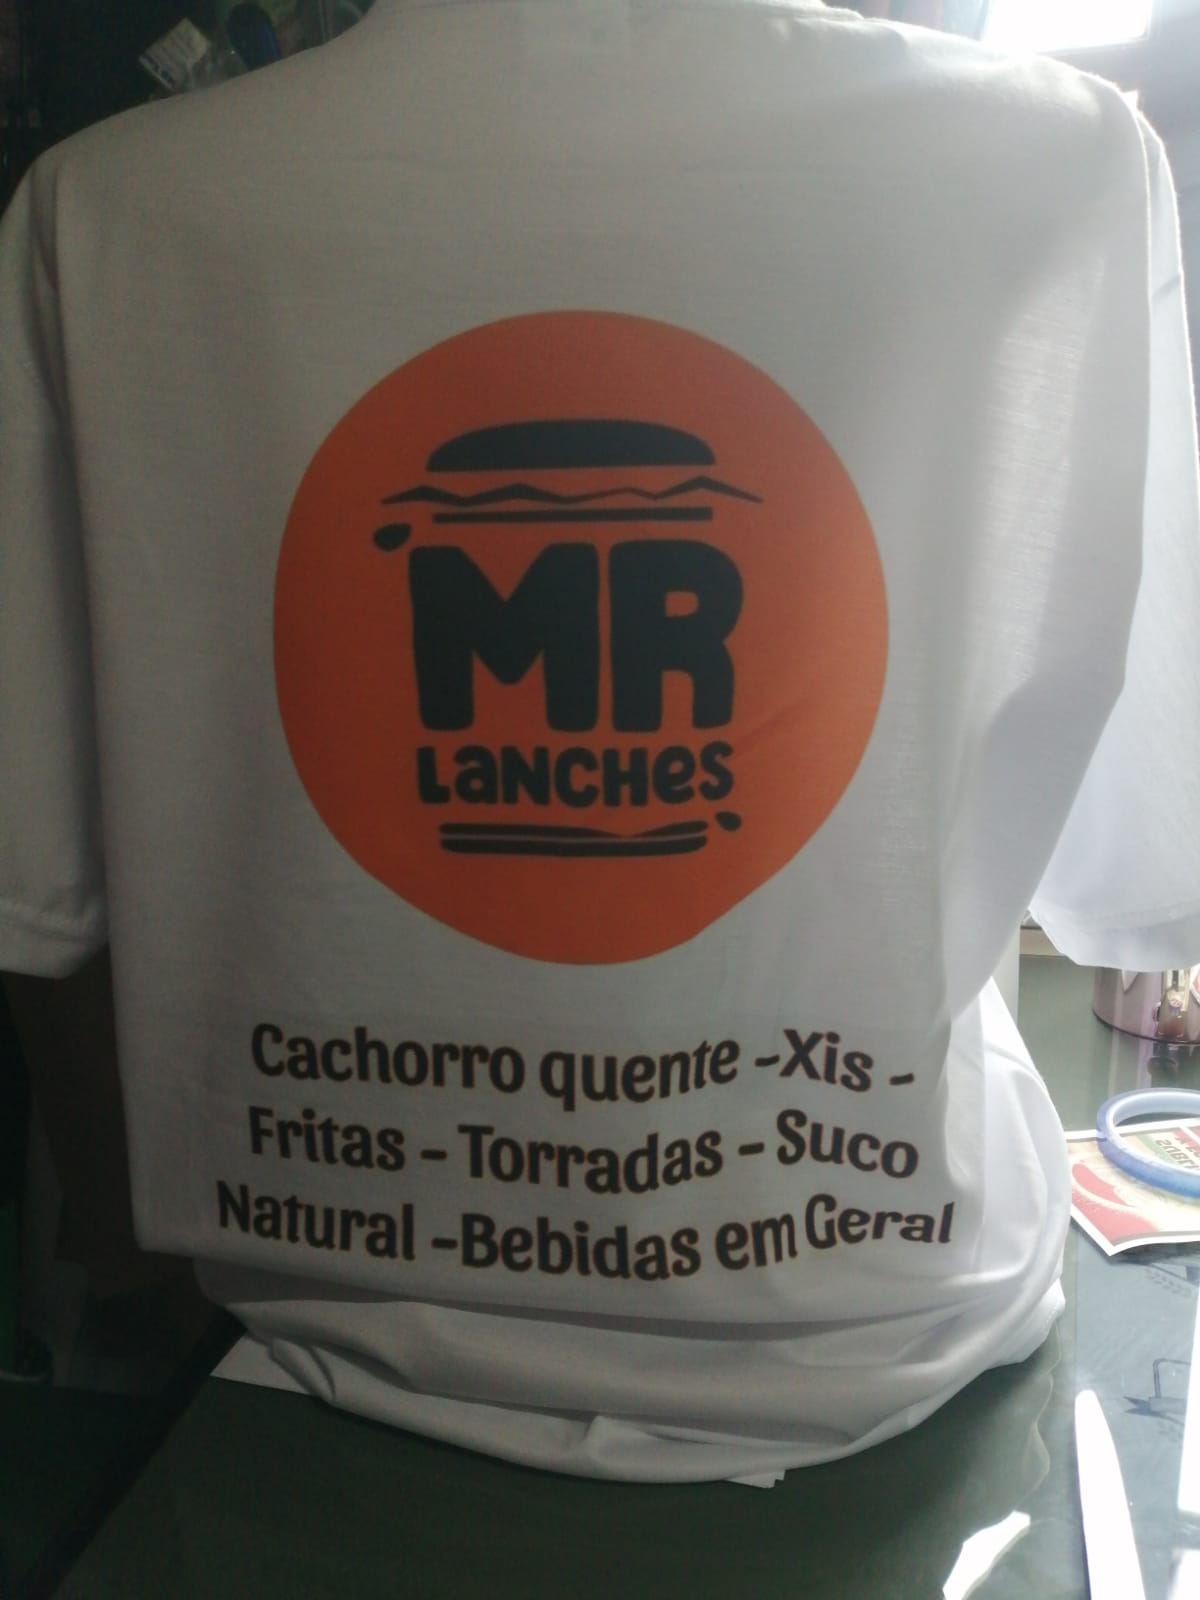 MR
LaNCHeS
Cachorro quente -Xis -
Fritas - Torradas - Suco
Natural -Bebidas em Geral